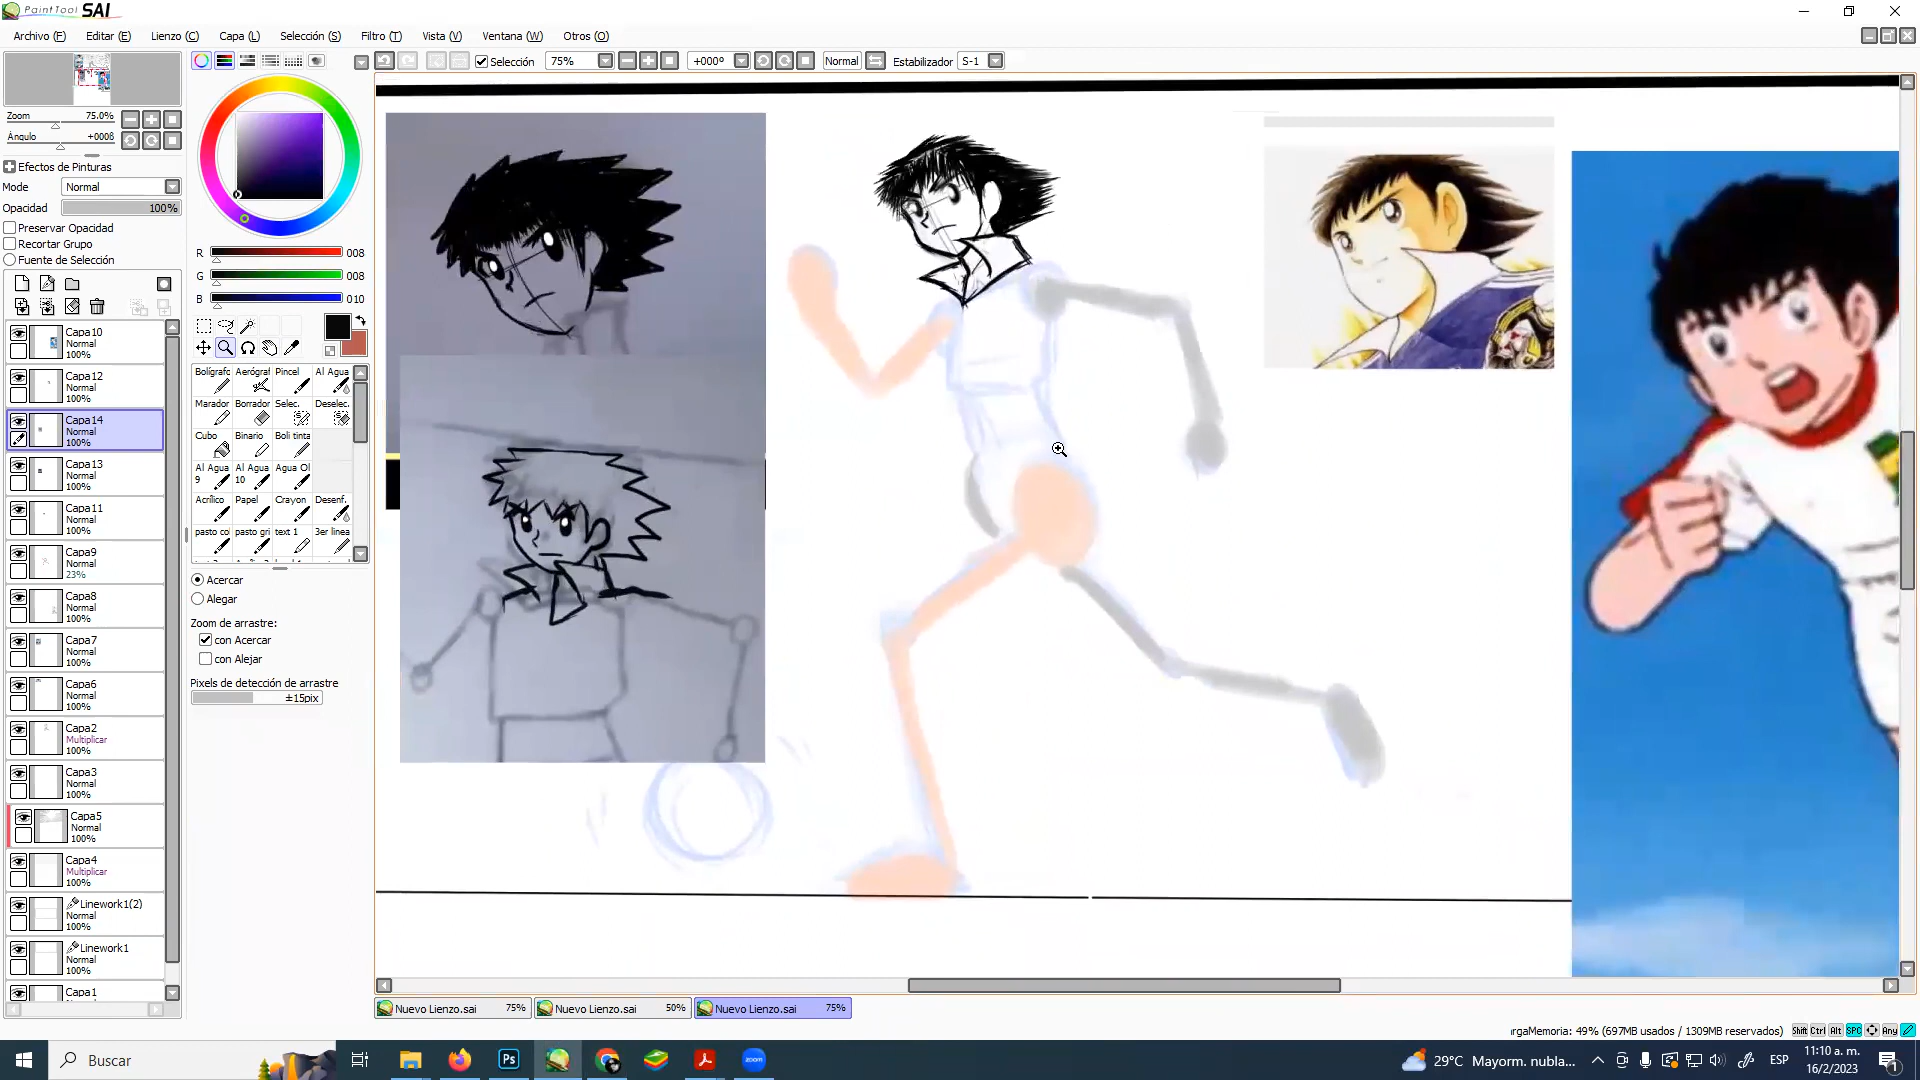 PaintTool SAI
Archivo (F) Editar (E) Lienzo (C) Capa (L) Selección (S) Filtro (T) Vista (V) Ventana (W) Otros (O)
Selección 75% +000º Normal Estabilizador S-1
Zoom 75.0%
Ángulo +000ß
Efectos de Pinturas
Mode Normal
Opacidad 100%
Preservar Opacidad
Recortar Grupo
Fuente de Selección
R 008
G 008
B 010
Capa10
Normal
100%
Capa12
Normal
100%
Capa14
Normal
100%
Capa13
Normal
100%
Capa11
Normal
100%
Capa9
Normal
23%
Capa8
Normal
100%
Capa7
Normal
100%
Capa6
Normal
100%
Capa2
Multiplicar
100%
Capa3
Normal
100%
Capa5
Normal
100%
Capa4
Multiplicar
100%
Linework1(2)
Normal
100%
Linework1
Normal
100%
Capa1
Bolígrafo Aerógraf Pincel Al Agua
Marador Borrador Selec. Deselec.
Cubo Binario Boli tinta
Al Agua 9 Al Agua 10 Agua Ol
Acrílico Papel Crayon Desenf.
pasto co pasto gri text 1 3er linea
Acercar
Alegar
Zoom de arrastre:
con Acercar
con Alejar
Pixels de detección de arrastre
±15pix
Nuevo Lienzo.sai 75% Nuevo Lienzo.sai 50% Nuevo Lienzo.sai 75%
ırgaMemoria: 49% (697MB usados / 1309MB reservados) Shift Ctrl Alt SPC Any
Buscar
Ps
zoom
29°C Mayorm. nubla...
ESP
11:10 a. m.
16/2/2023
1